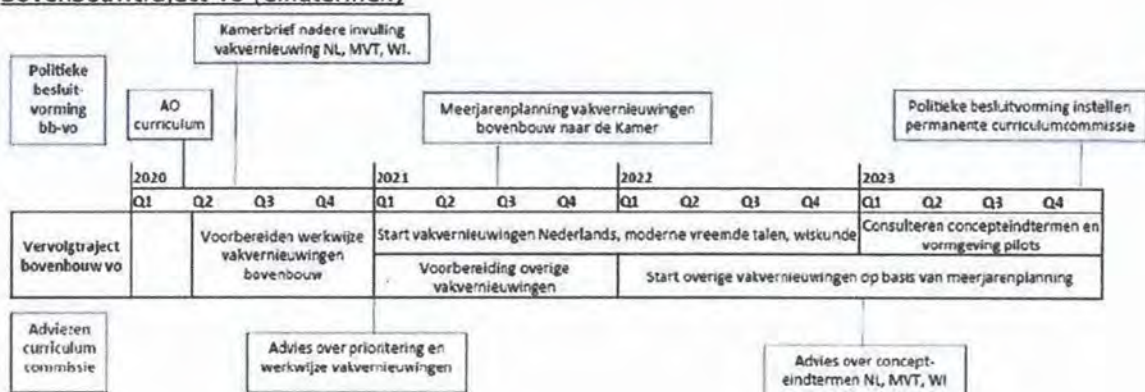 Bovenbouwtraject vo (eindtermen)
Kamerbrief nadere invulling
vakvernieuwing NL, MVT, WI.
Politieke
besluit-
vorming
bb-vo
AO
curriculum
Meerjarenplanning vakvernieuwingen
bovenbouw naar de Kamer
Politieke besluitvorming instellen
permanente curriculumcommissie
2020 2021 2022 2023
Q1 Q2 Q3 Q4 Q1 Q2 Q3 Q4 Q1 Q2 Q3 Q4 Q1 Q2 Q3 Q4
Vervolgtraject
bovenbouw vo
Voorbereiden werkwijze
vakvernieuwingen
bovenbouw
Start vakvernieuwingen Nederlands, moderne vreemde talen, wiskunde
Consulteren concepteindtermen en
vormgeving pilots
Voorbereiding overige
vakvernieuwingen
Start overige vakvernieuwingen op basis van meerjarenplanning
Adviezen
curriculum
commissie
Advies over prioritering en
werkwijze vakvernieuwingen
Advies over concept-
eindtermen NL, MVT, WI